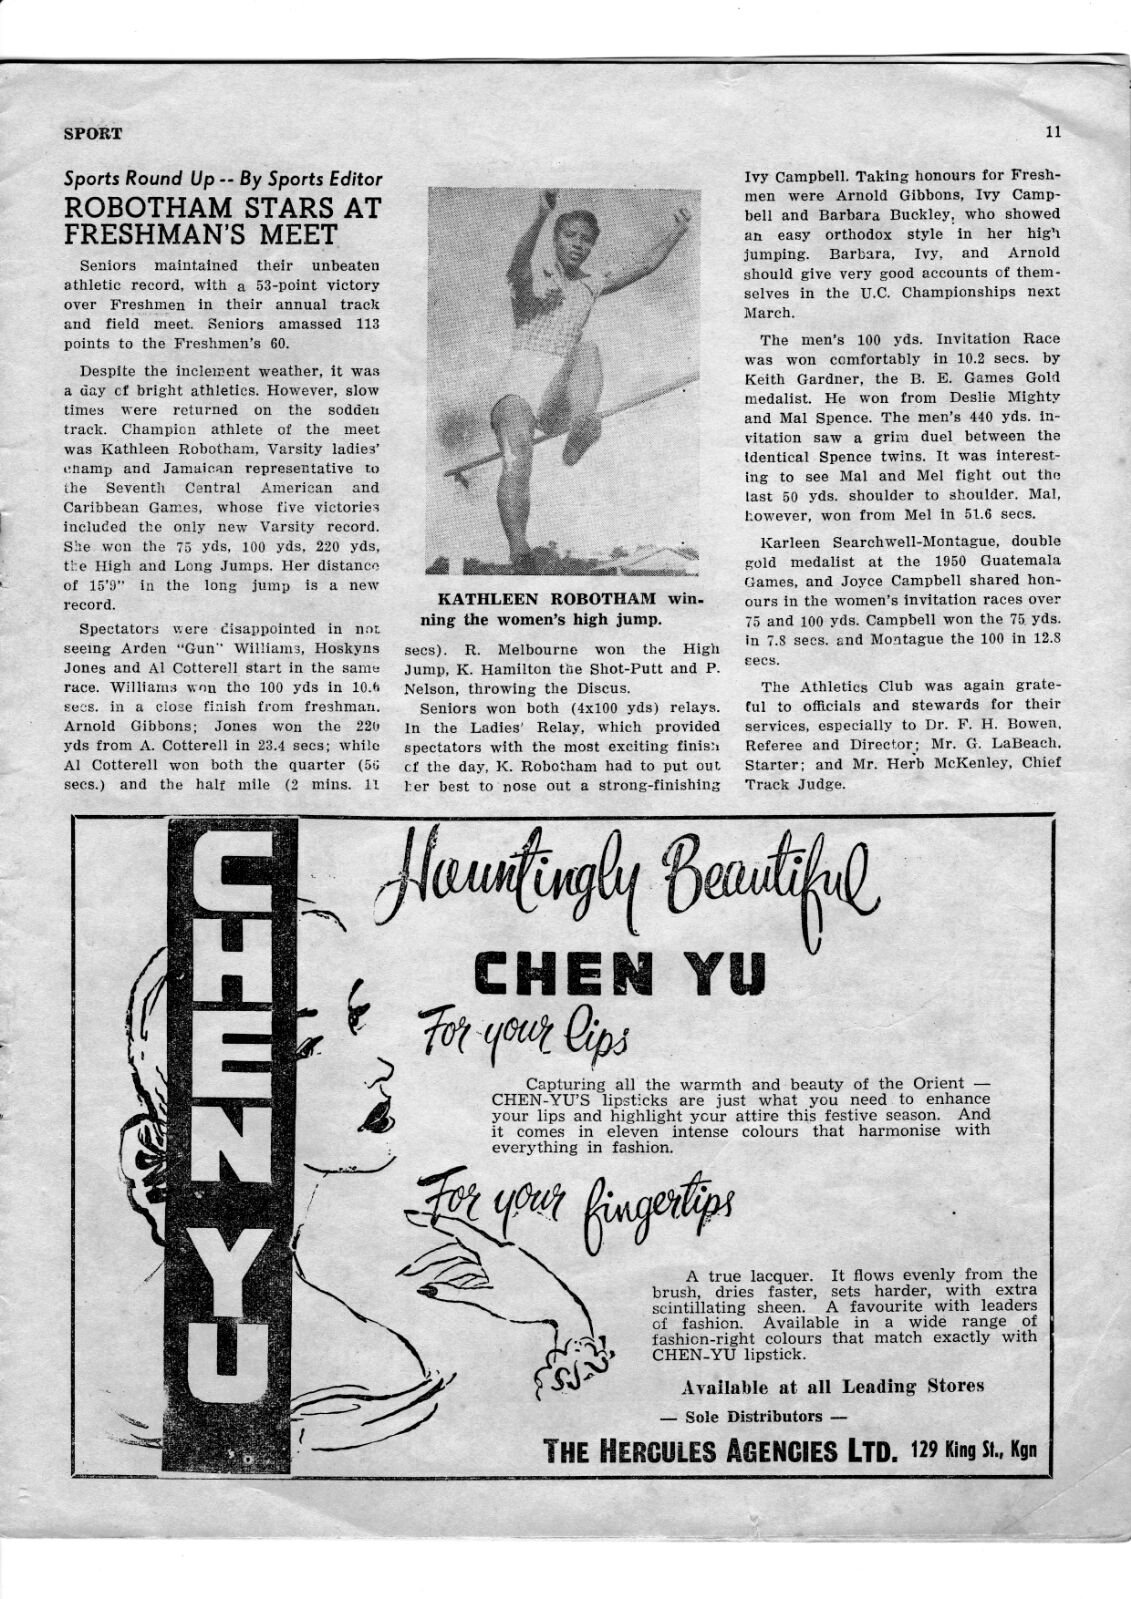 SPORT
11
Sports Round Up -- By Sports Editor
ROBOTHAM STARS AT
FRESHMAN'S MEET
Seniors maintained their unbeaten
athletic record, with a 53-point victory
over Freshmen in their annual track
and field meet. Seniors amassed 113
points to the Freshmen's 60.
Despite the inclement weather, it was
a day of bright athletics. However, slow
times were returned on the sodden
track. Champion athlete of the meet
was Kathleen Robotham, Varsity ladies'
champ and Jamaican representative to
the Seventh Central American and
Caribbean Games, whose five victories
included the only new Varsity record.
She won the 75 yds, 100 yds, 220 yds,
the High and Long Jumps. Her distance
of 15'9" in the long jump is a new
record.
Spectators were disappointed in not
seeing Arden "Gun" Williams, Hoskyns
Jones and Al Cotterell start in the same
race. Williams won the 100 yds in 10.6
secs. in a close finish from freshman.
Arnold Gibbons; Jones won the 220
yds from A. Cotterell in 23.4 secs; while
Al Cotterell won both the quarter (56
secs.) and the half mile (2 mins. 11
KATHLEEN ROBOTHAM win-
ning the women's high jump.
secs). R. Melbourne won the High
Jump, K. Hamilton the Shot-Putt and P.
Nelson, throwing the Discus.
Seniors won both (4x100 yds) relays.
In the Ladies' Relay, which provided
spectators with the most exciting finish
of the day, K. Robotham had to put out
her best to nose out a strong-finishing
Ivy Campbell. Taking honours for Fresh-
men were Arnold Gibbons, Ivy Camp-
bell and Barbara Buckley, who showed
an easy orthodox style in her high
jumping. Barbara, Ivy, and Arnold
should give very good accounts of them-
selves in the U.C. Championships next
March.
The men's 100 yds. Invitation Race
was won comfortably in 10.2 secs. by
Keith Gardner, the B. E. Games Gold
medalist. He won from Deslie Mighty
and Mal Spence. The men's 440 yds. in-
vitation saw a grim duel between the
identical Spence twins. It was interest-
ing to see Mal and Mel fight out the
last 50 yds. shoulder to shoulder. Mal,
however, won from Mel in 51.6 secs.
Karleen Searchwell-Montague, double
gold medalist at the 1950 Guatemala
Games, and Joyce Campbell shared hon-
ours in the women's invitation races over
75 and 100 yds. Campbell won the 75 yds.
in 7.8 secs. and Montague the 100 in 12.8
secs.
The Athletics Club was again grate-
ful to officials and stewards for their
services, especially to Dr. F. H. Bowen,
Referee and Director; Mr. G. LaBeach,
Starter; and Mr. Herb McKenley, Chief
Track Judge.
CHEN YU
Hauntingly Beautiful
CHEN YU
For your lips
Capturing all the warmth and beauty of the Orient —
CHEN-YU'S lipsticks are just what you need to enhance
your lips and highlight your attire this festive season. And
it comes in eleven intense colours that harmonise with
everything in fashion.
For your fingertips
A true lacquer. It flows evenly from the
brush, dries faster, sets harder, with extra
scintillating sheen. A favourite with leaders
of fashion. Available in a wide range of
fashion-right colours that match exactly with
CHEN-YU lipstick.
Available at all Leading Stores
— Sole Distributors —
THE HERCULES AGENCIES LTD. 129 King St., Kgn